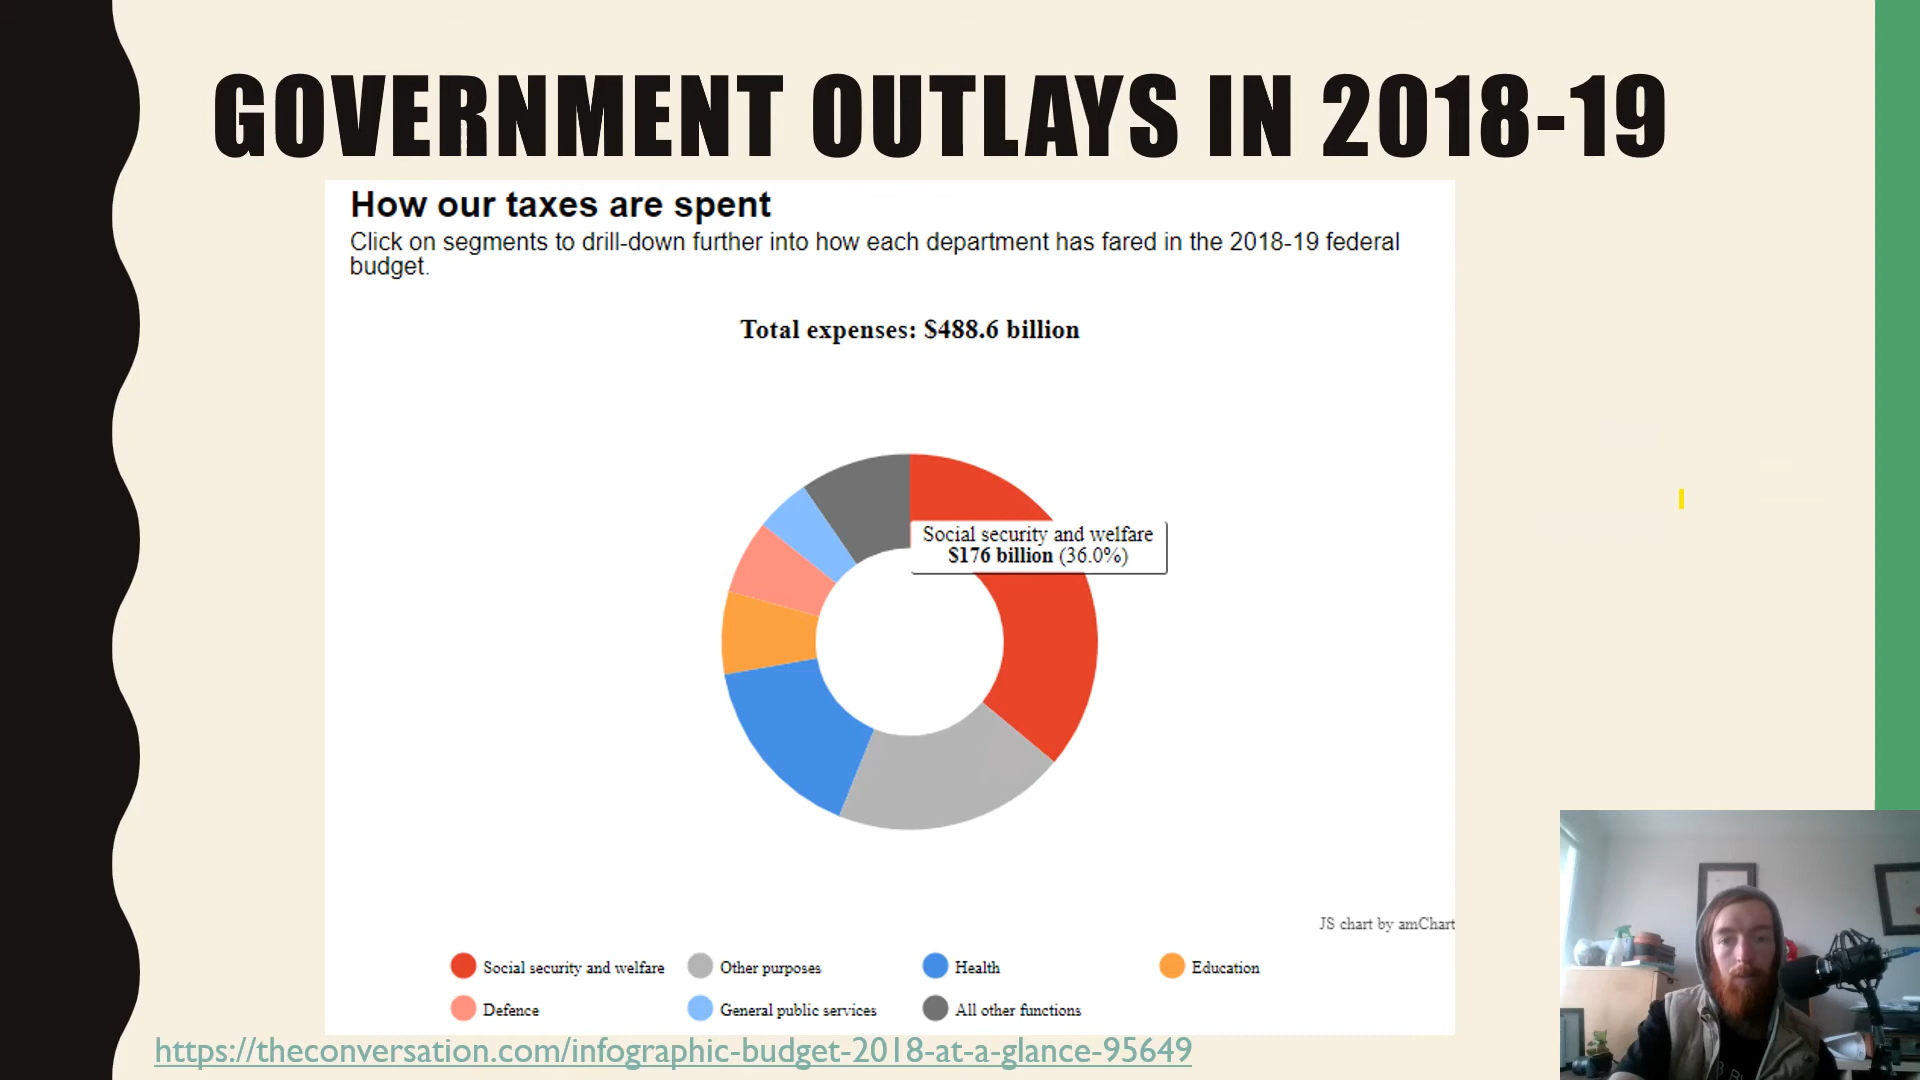 GOVERNMENT OUTLAYS IN 2018-19
How our taxes are spent
Click on segments to drill-down further into how each department has fared in the 2018-19 federal
budget.
Total expenses: $488.6 billion
Social security and welfare
$176 billion (36.0%)
JS chart by amChart
Social security and welfare
Other purposes
Health
Education
Defence
General public services
All other functions
https://theconversation.com/infographic-budget-2018-at-a-glance-95649